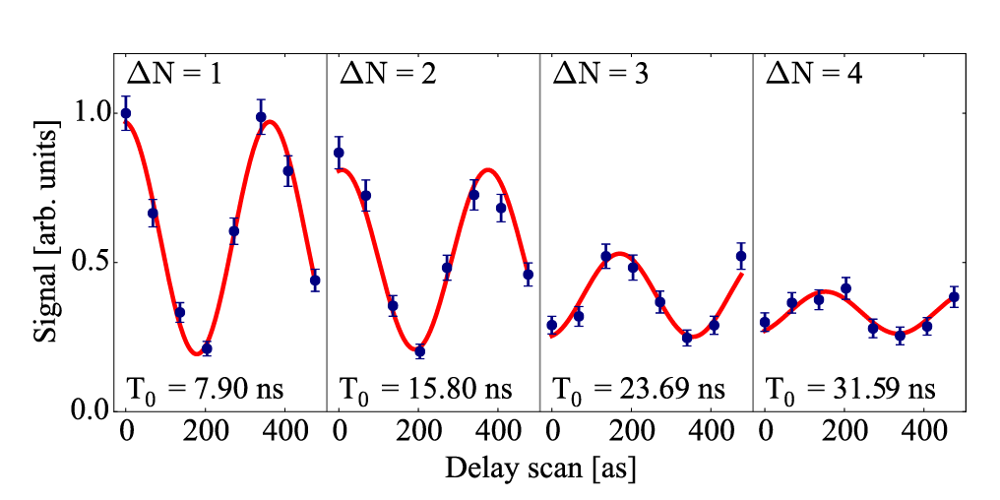 ΔN = 1
ΔN = 2
ΔN = 3
ΔN = 4
1.0
0.5
0.0
Signal [arb. units]
T₀ = 7.90 ns
T₀ = 15.80 ns
T₀ = 23.69 ns
T₀ = 31.59 ns
0 200 400
0 200 400
0 200 400
0 200 400
Delay scan [as]